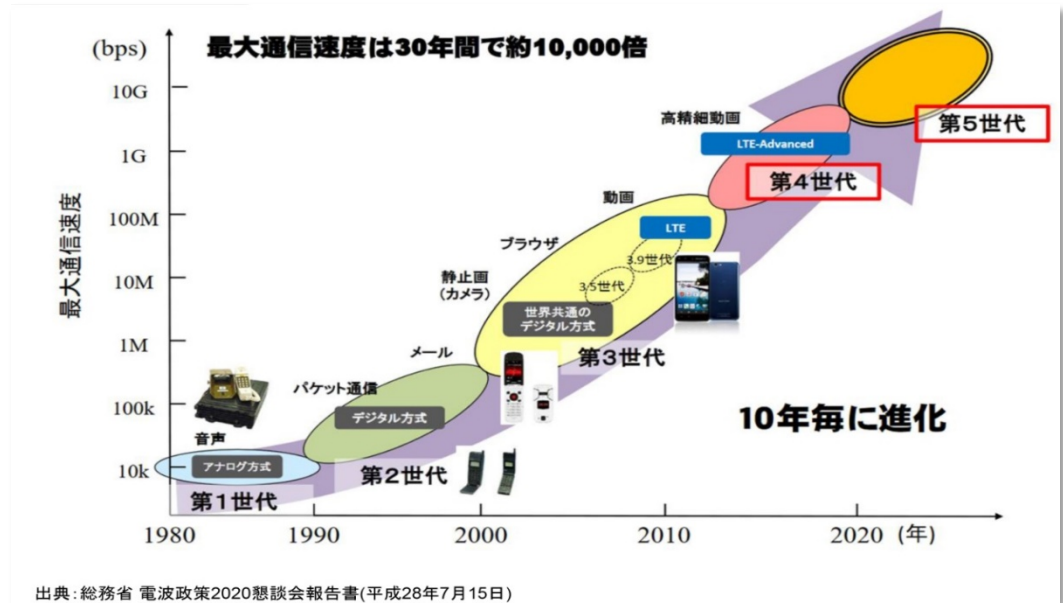 (bps)
最大通信速度は30年間で約10,000倍
10G
1G
100M
10M
1M
100k
10k
最大通信速度
第5世代
高精細動画
LTE-Advanced
第4世代
動画
LTE
ブラウザ
3.9世代
静止画
(カメラ)
3.5世代
世界共通の
デジタル方式
第3世代
メール
パケット通信
デジタル方式
10年毎に進化
音声
アナログ方式
第2世代
第1世代
1980
1990
2000
2010
2020
(年)
出典:総務省 電波政策2020懇談会報告書(平成28年7月15日)